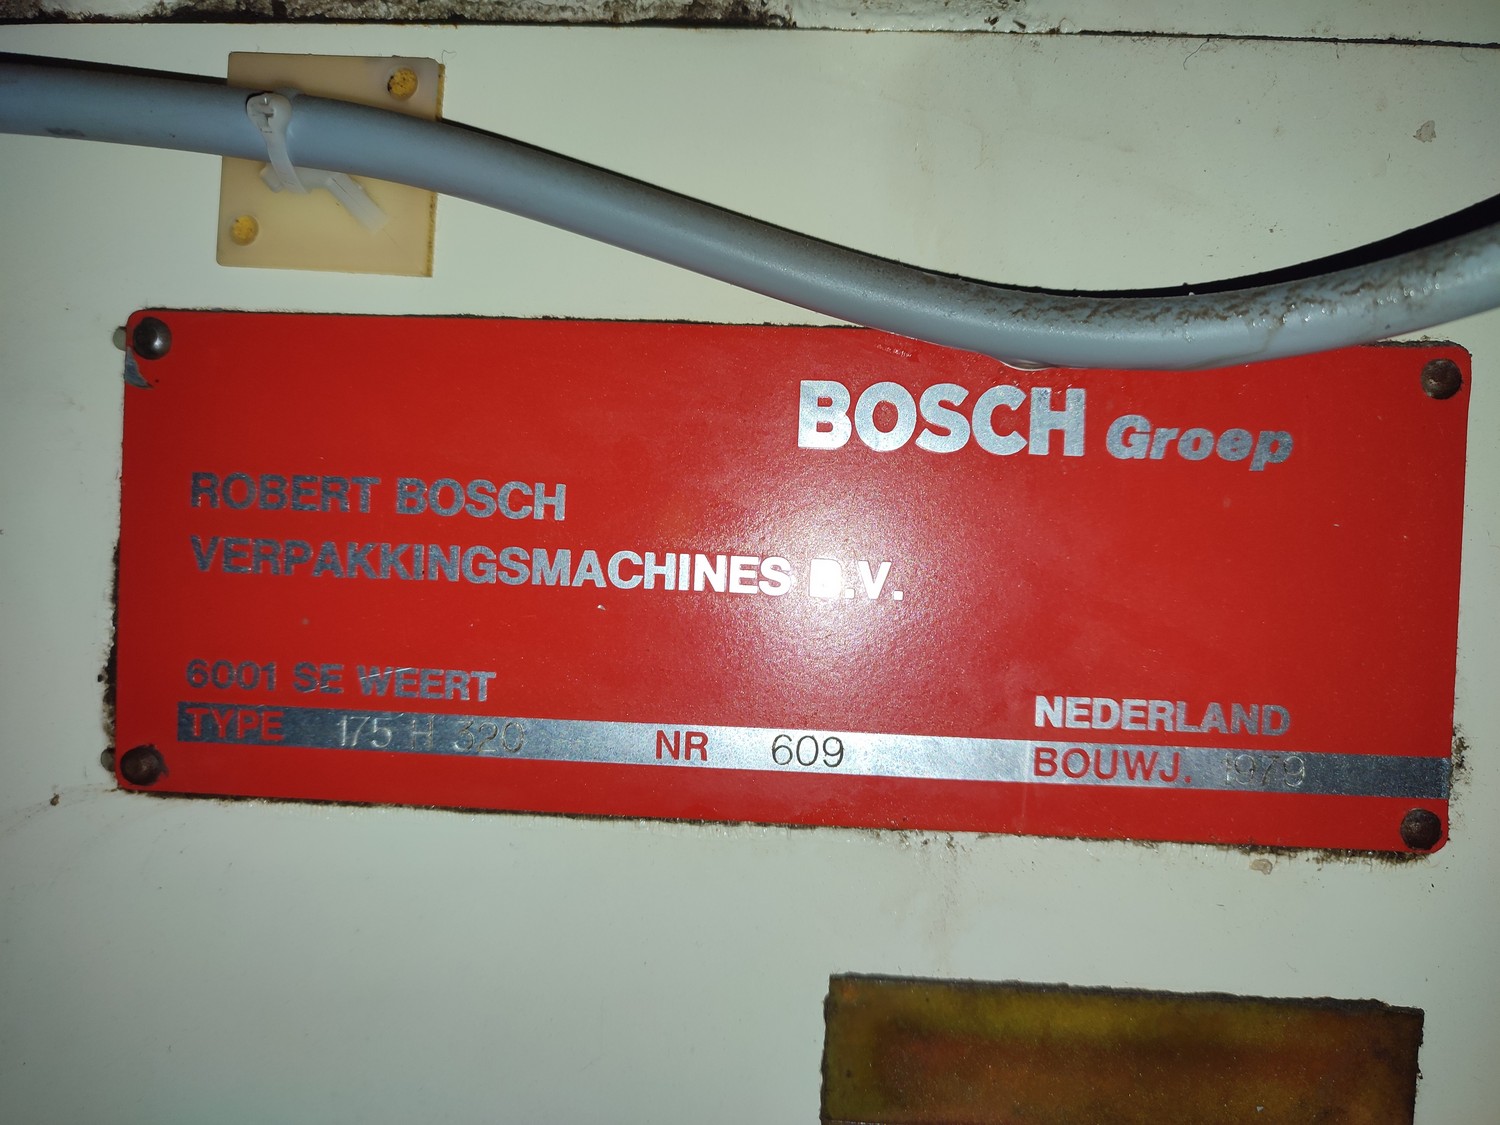 BOSCH Groep
ROBERT BOSCH
VERPAKKINGSMACHINES B.V.
6001 SE WEERT
NEDERLAND
TYPE 175 H 320 NR 609 BOUWJ. 1979